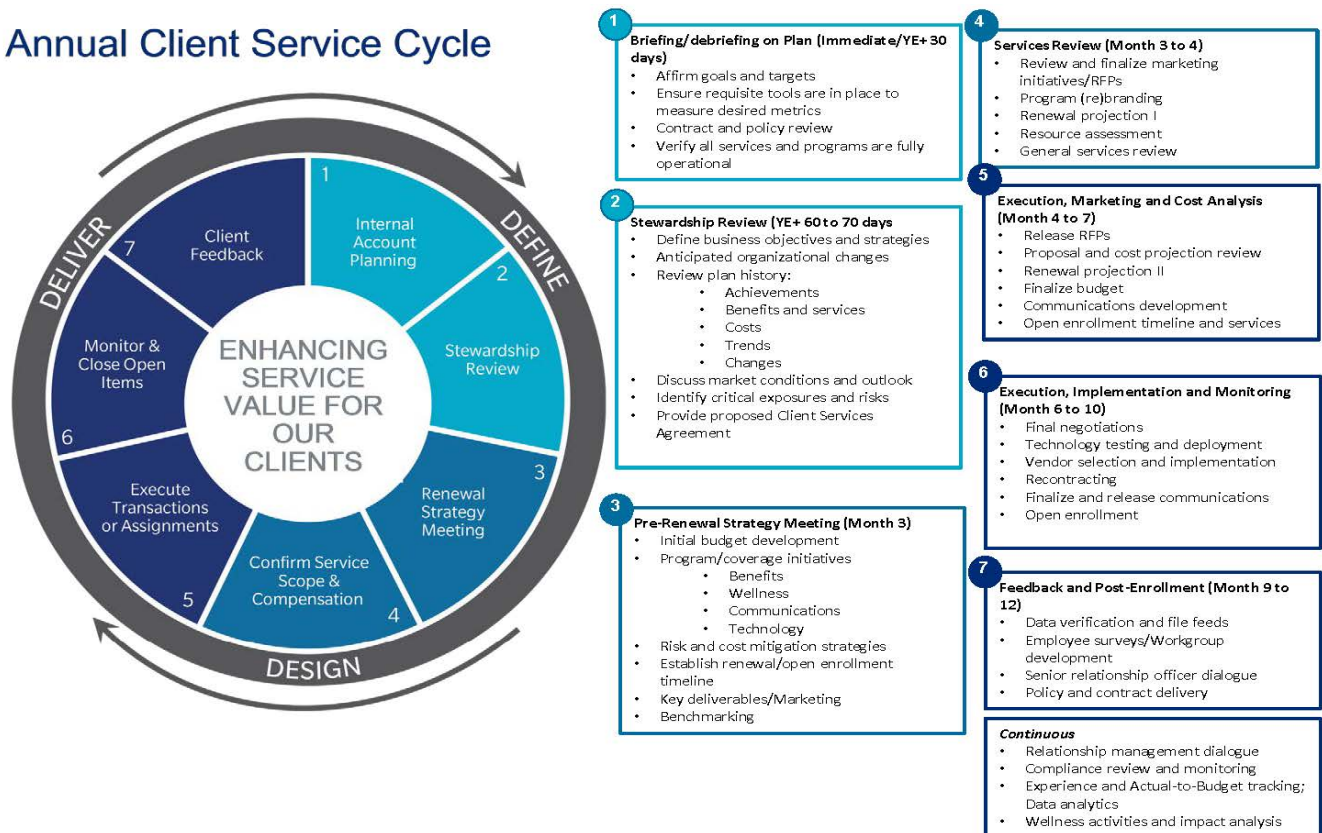 Annual Client Service Cycle
DELIVER
DEFINE
DESIGN
1
Internal
Account
Planning
2
Stewardship
Review
3
Renewal
Strategy
Meeting
Confirm Service
Scope &
Compensation
4
Execute
Transactions
or Assignments
5
Monitor &
Close Open
Items
6
7
Client
Feedback
ENHANCING
SERVICE
VALUE FOR
OUR
CLIENTS
1
Briefing/debriefing on Plan (Immediate/YE+ 30
days)
• Affirm goals and targets
• Ensure requisite tools are in place to
measure desired metrics
• Contract and policy review
• Verify all services and programs are fully
operational
2
Stewardship Review (YE+ 60 to 70 days
• Define business objectives and strategies
• Anticipated organizational changes
• Review plan history:
• Achievements
• Benefits and services
• Costs
• Trends
• Changes
• Discuss market conditions and outlook
• Identify critical exposures and risks
• Provide proposed Client Services
Agreement
3
Pre-Renewal Strategy Meeting (Month 3)
• Initial budget development
• Program/coverage initiatives
• Benefits
• Wellness
• Communications
• Technology
• Risk and cost mitigation strategies
• Establish renewal/open enrollment
timeline
• Key deliverables/Marketing
• Benchmarking
4
Services Review (Month 3 to 4)
• Review and finalize marketing
initiatives/RFPs
• Program (re)branding
• Renewal projection I
• Resource assessment
• General services review
5
Execution, Marketing and Cost Analysis
(Month 4 to 7)
• Release RFPs
• Proposal and cost projection review
• Renewal projection II
• Finalize budget
• Communications development
• Open enrollment timeline and services
6
Execution, Implementation and Monitoring
(Month 6 to 10)
• Final negotiations
• Technology testing and deployment
• Vendor selection and implementation
• Recontracting
• Finalize and release communications
• Open enrollment
7
Feedback and Post-Enrollment (Month 9 to
12)
• Data verification and file feeds
• Employee surveys/Workgroup
development
• Senior relationship officer dialogue
• Policy and contract delivery
Continuous
• Relationship management dialogue
• Compliance review and monitoring
• Experience and Actual-to-Budget tracking;
Data analytics
• Wellness activities and impact analysis